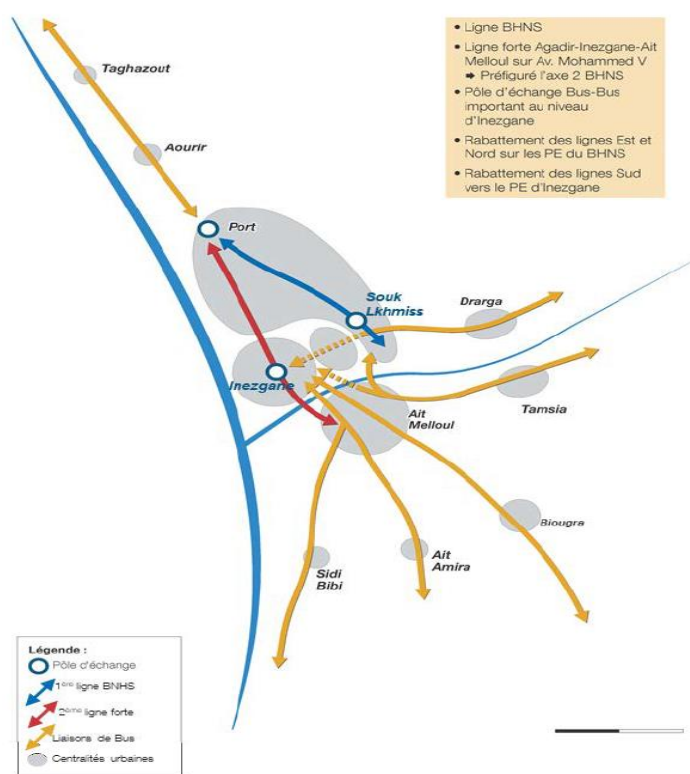 • Ligne BHNS
• Ligne forte Agadir-Inezgane-Ait
Melloul sur Av. Mohammed V
➡ Préfiguré l'axe 2 BHNS
• Pôle d'échange Bus-Bus
important au niveau
d'Inezgane
• Rabattement des lignes Est et
Nord sur les PE du BHNS
• Rabattement des lignes Sud
vers le PE d'Inezgane
Taghazout
Aourir
Port
Souk
Lkhmiss
Drarga
Inezgane
Tamsia
Ait
Melloul
Biougra
Ait
Amira
Sidi
Bibi
Légende :
Pôle d'échange
1ère ligne BNHS
2ème ligne forte
Liaisons de Bus
Centralités urbaines